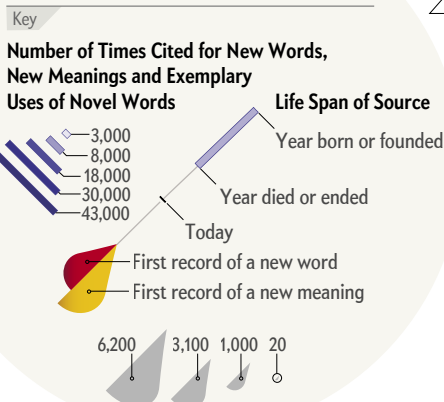 Key
Number of Times Cited for New Words,
New Meanings and Exemplary
Uses of Novel Words
3,000
8,000
18,000
30,000
43,000
Life Span of Source
Year born or founded
Year died or ended
Today
First record of a new word
First record of a new meaning
6,200 3,100 1,000 20